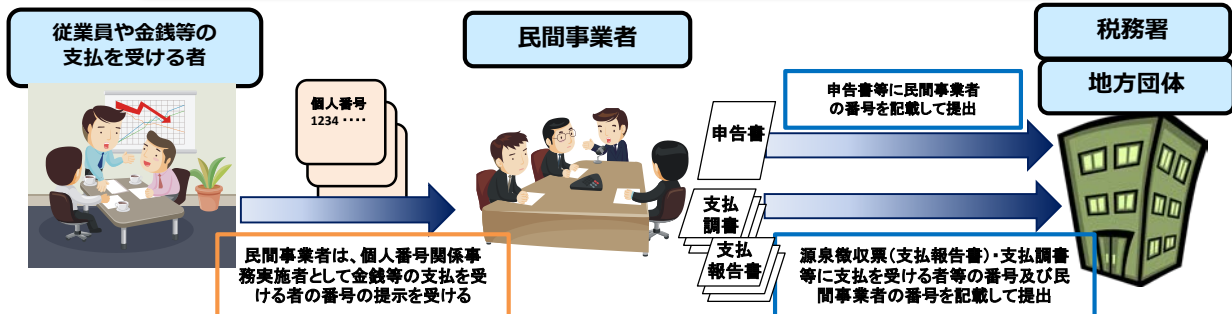 従業員や金銭等の
支払を受ける者
個人番号
1234 ････
民間事業者は、個人番号関係事
務実施者として金銭等の支払を受
ける者の番号の提示を受ける
民間事業者
申告書
支払
調書
支払
報告書
申告書等に民間事業者
の番号を記載して提出
源泉徴収票(支払報告書)・支払調書
等に支払を受ける者等の番号及び民
間事業者の番号を記載して提出
税務署
地方団体